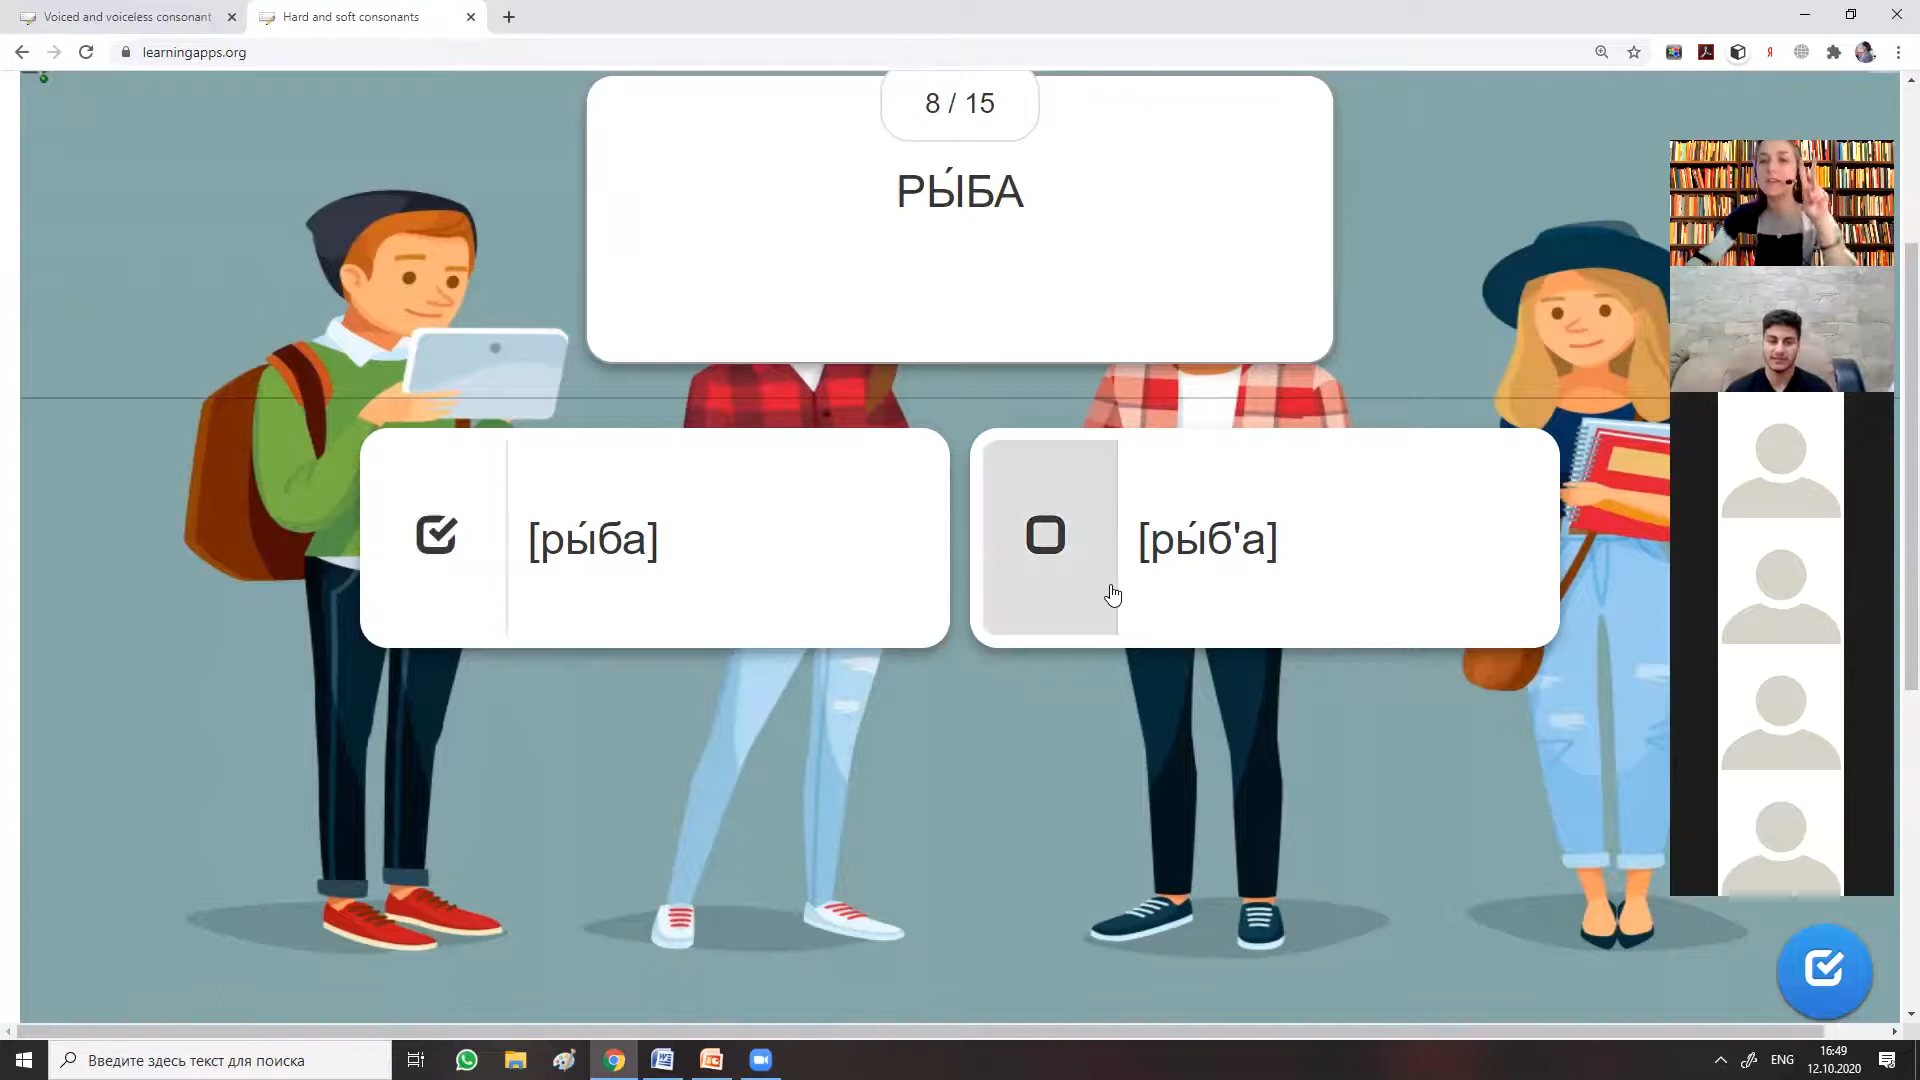 Voiced and voiceless consonant
Hard and soft consonants
learningapps.org
8 / 15
РЫ́БА
[ры́ба]
[ры́б'а]
Введите здесь текст для поиска
ENG
16:49
12.10.2020